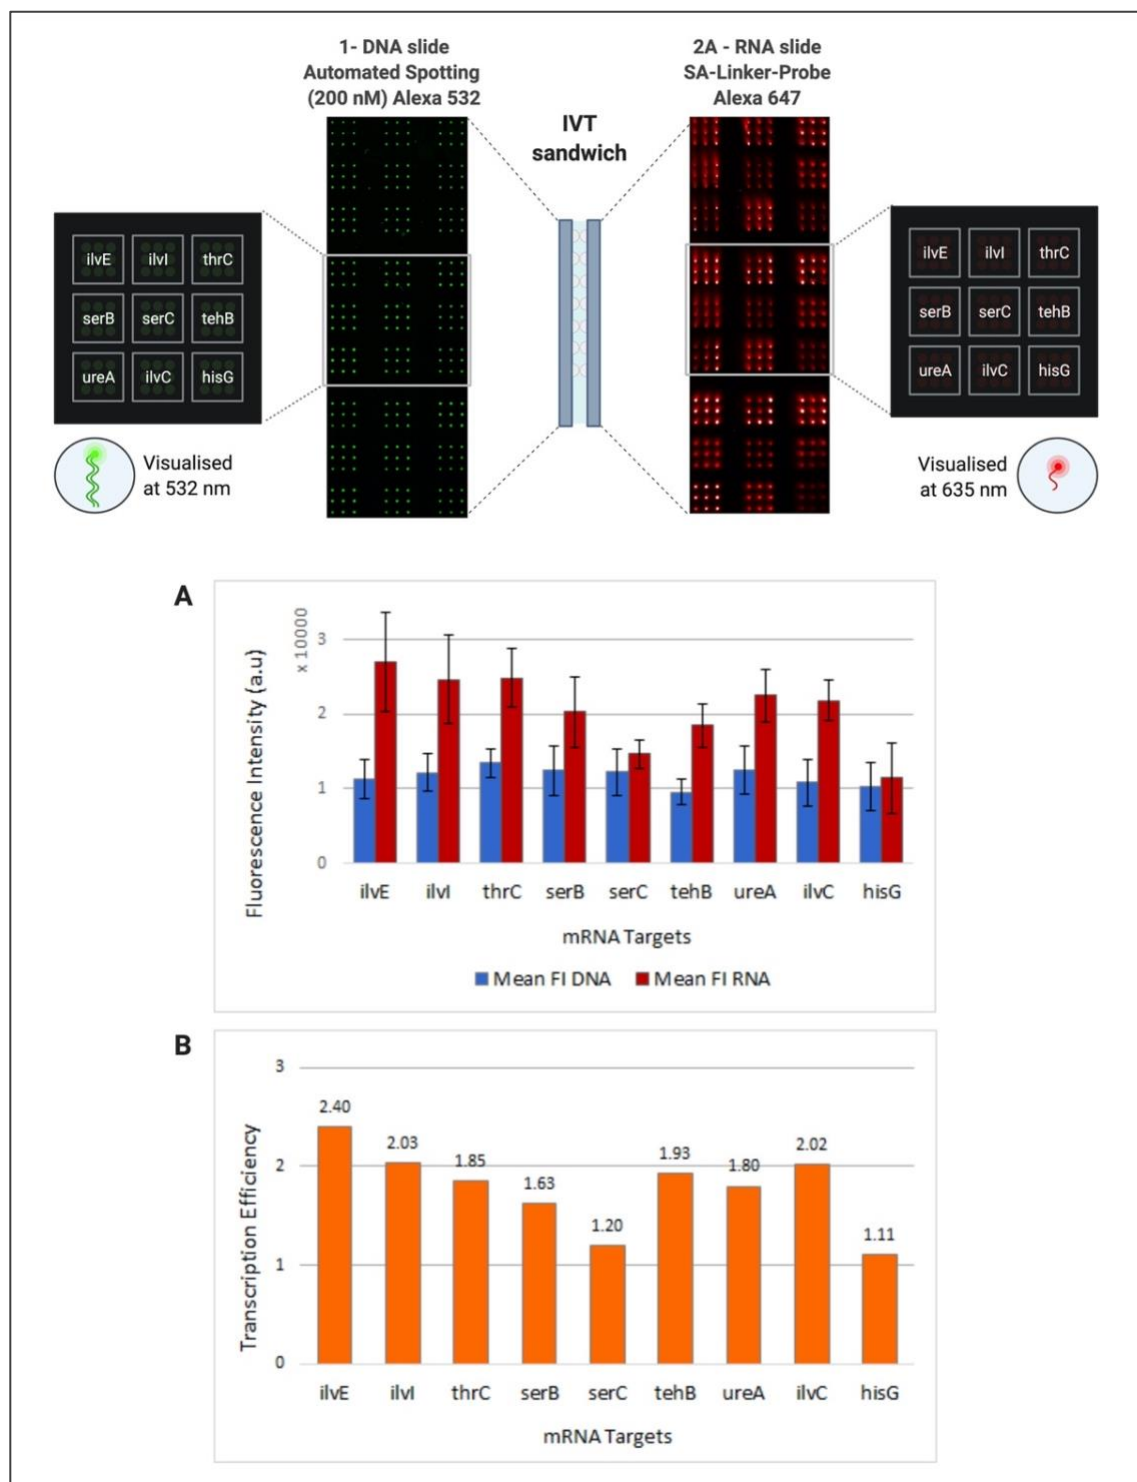 1- DNA slide
Automated Spotting
(200 nM) Alexa 532
IVT
sandwich
2A - RNA slide
SA-Linker-Probe
Alexa 647
ilvE ilvI thrC
serB serC tehB
ureA ilvC hisG
Visualised
at 532 nm
ilvE ilvI thrC
serB serC tehB
ureA ilvC hisG
Visualised
at 635 nm
A
Fluorescence Intensity (a.u)
x 10000
3
2
1
0
ilvE ilvI thrC serB serC tehB ureA ilvC hisG
mRNA Targets
Mean FI DNA Mean FI RNA
B
Transcription Efficiency
3
2
1
0
2.40 2.03 1.85 1.63 1.20 1.93 1.80 2.02 1.11
ilvE ilvI thrC serB serC tehB ureA ilvC hisG
mRNA Targets